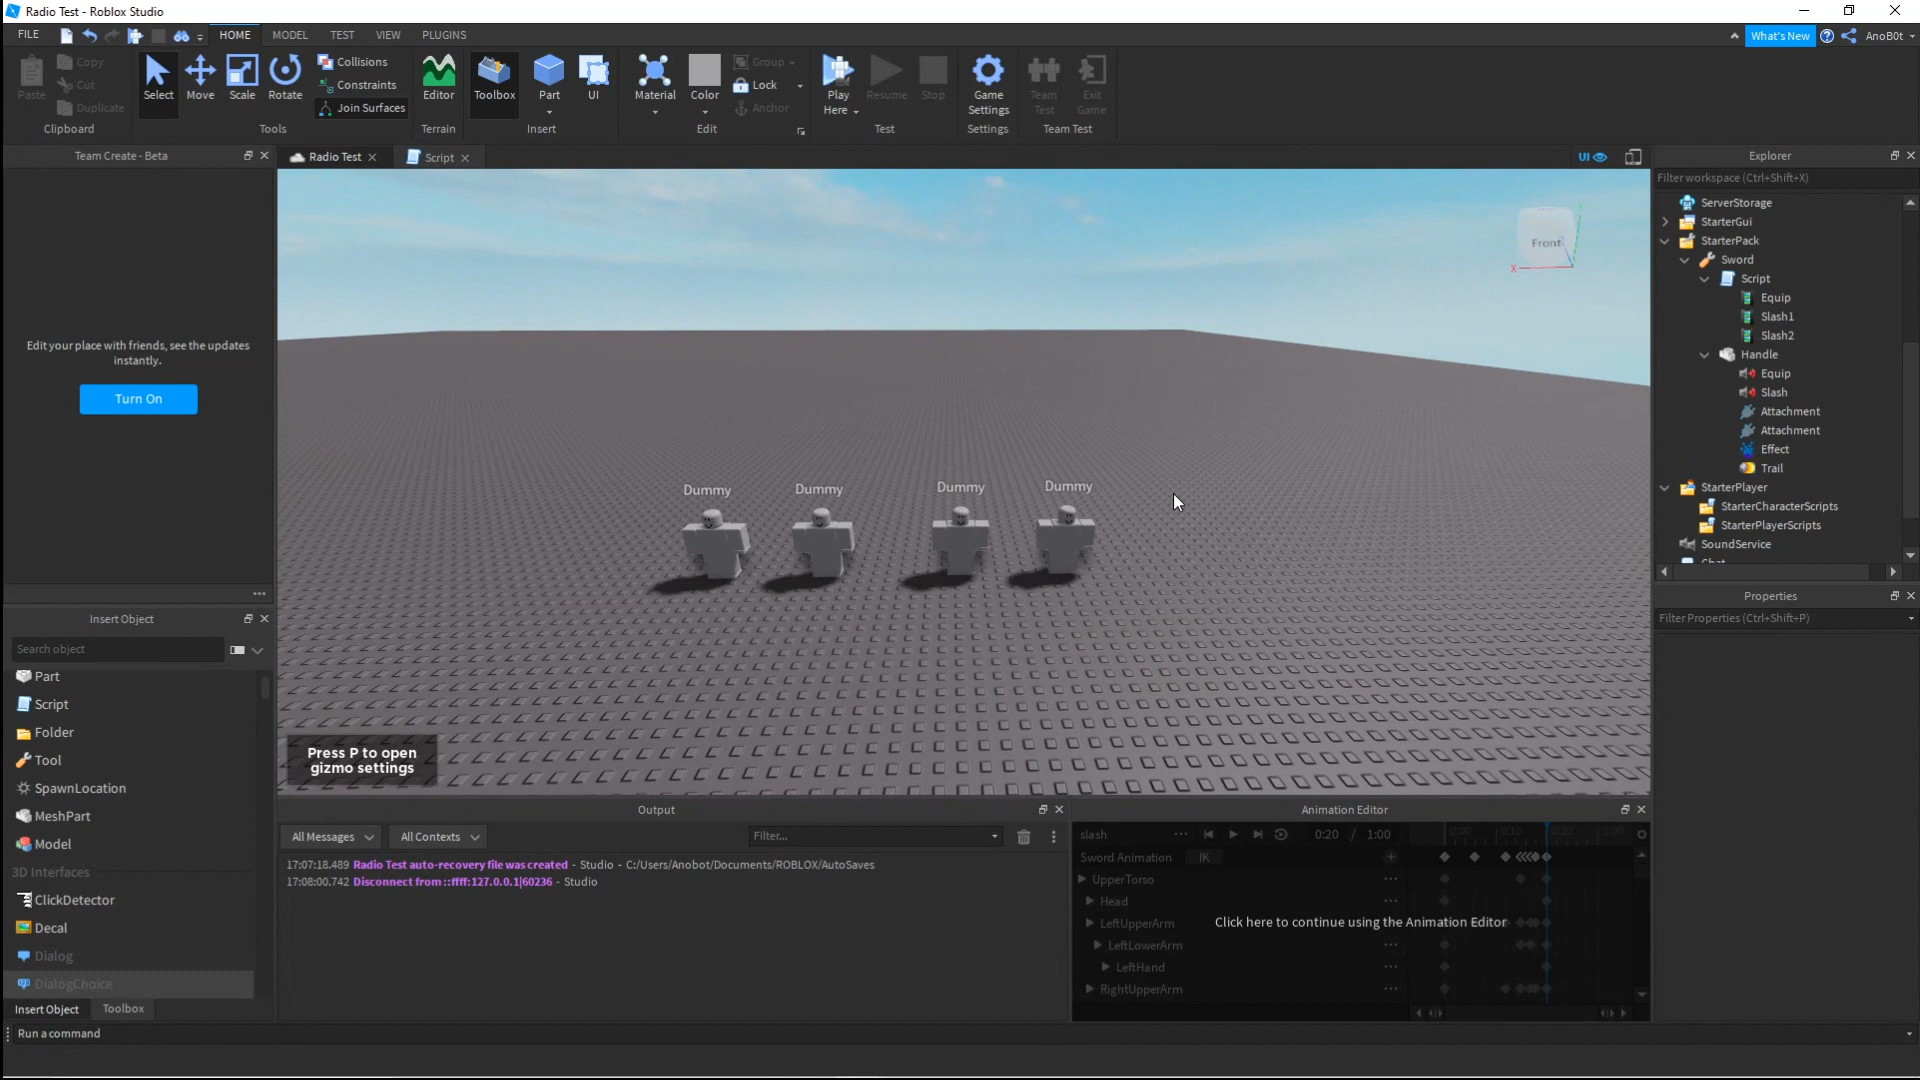 Radio Test - Roblox Studio
FILE
HOME
MODEL
TEST
VIEW
PLUGINS
What's New
AnoB0t
Paste
Copy
Cut
Duplicate
Clipboard
Select
Move
Scale
Rotate
Collisions
Constraints
Join Surfaces
Tools
Editor
Terrain
Toolbox
Part
UI
Insert
Material
Color
Group
Lock
Anchor
Edit
Play
Here
Resume
Stop
Test
Game
Settings
Settings
Team
Test
Exit
Game
Team Test
Team Create - Beta
Edit your place with friends, see the updates
instantly.
Turn On
Insert Object
Search object
Part
Script
Folder
Tool
SpawnLocation
MeshPart
Model
3D Interfaces
ClickDetector
Decal
Dialog
DialogChoice
Insert Object
Toolbox
Run a command
Radio Test
Script
UI
Front
X
Dummy
Dummy
Dummy
Dummy
Press P to open
gizmo settings
Output
All Messages
All Contexts
Filter...
17:07:18.489 Radio Test auto-recovery file was created - Studio - C:/Users/Anobot/Documents/ROBLOX/AutoSaves
17:08:00.742 Disconnect from ::ffff:127.0.0.1|60236 - Studio
Animation Editor
slash
0:20 / 1:00
Sword Animation
IK
UpperTorso
Head
LeftUpperArm
LeftLowerArm
LeftHand
RightUpperArm
Click here to continue using the Animation Editor
Explorer
Filter workspace (Ctrl+Shift+X)
ServerStorage
StarterGui
StarterPack
Sword
Script
Equip
Slash1
Slash2
Handle
Equip
Slash
Attachment
Attachment
Effect
Trail
StarterPlayer
StarterCharacterScripts
StarterPlayerScripts
SoundService
Chat
Properties
Filter Properties (Ctrl+Shift+P)